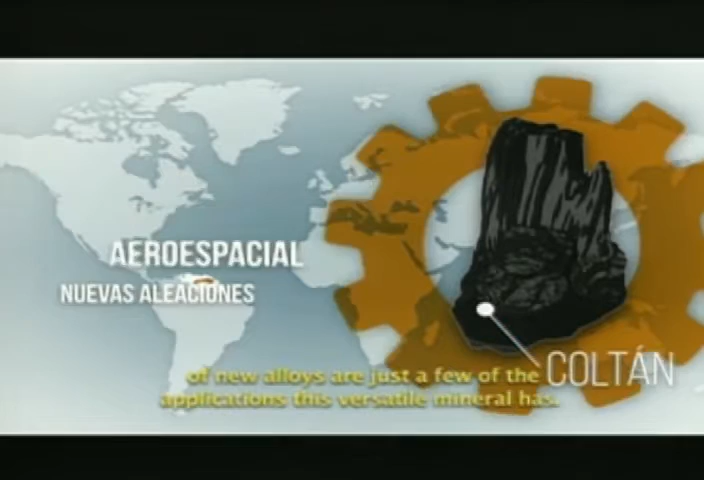 AEROESPACIAL
NUEVAS ALEACIONES
COLTÁN
of new alloys are just a few of the
applications this versatile mineral has.